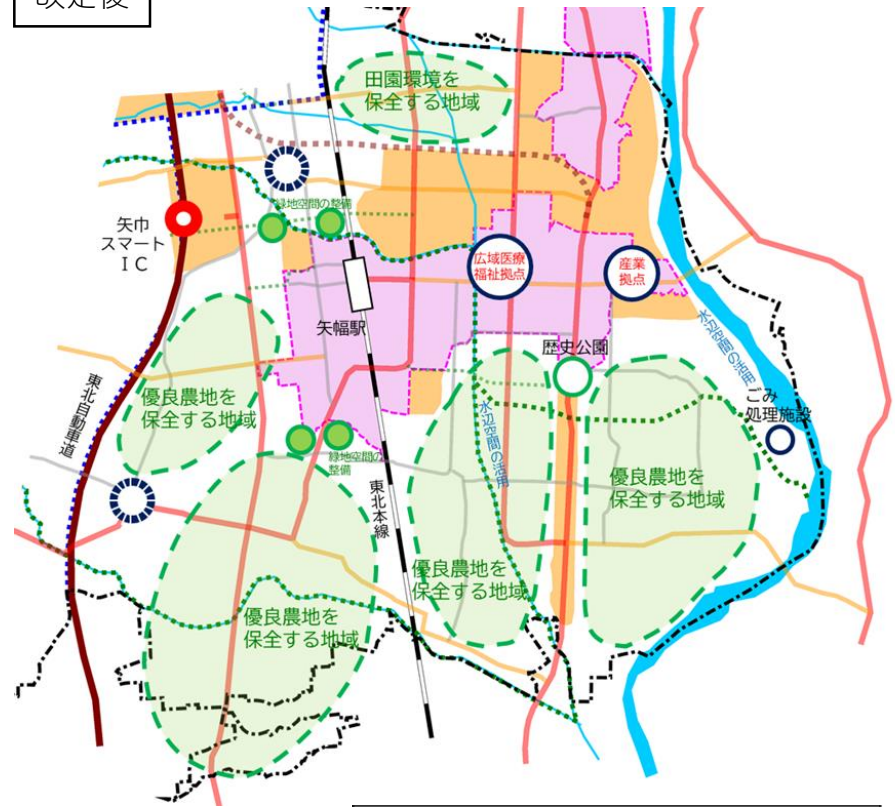 改定後
田園環境を
保全する地域
緑地空間の整備
矢巾
スマート
ＩＣ
広域医療
福祉拠点
産業
拠点
矢幅駅
歴史公園
水辺空間の活用
ごみ
処理施設
東北自動車道
優良農地を
保全する地域
水辺空間の活用
緑地空間の
整備
東北本線
優良農地を
保全する地域
優良農地を
保全する地域
優良農地を
保全する地域